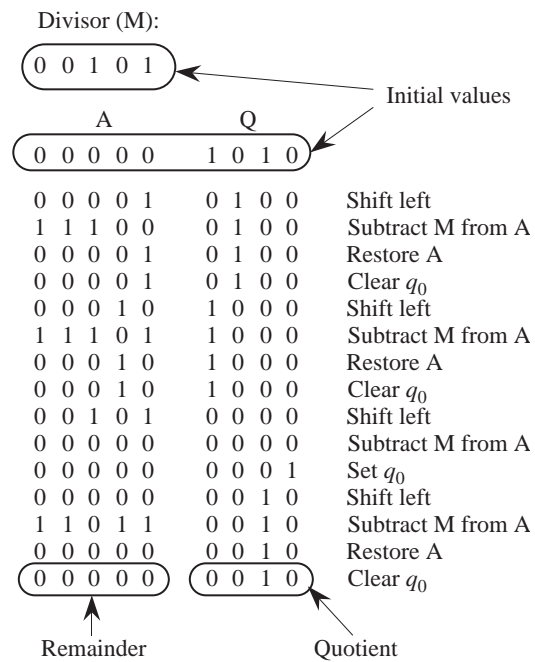 Divisor (M):
0 0 1 0 1
Initial values
A Q
0 0 0 0 0 1 0 1 0
0 0 0 0 1 0 1 0 0 Shift left
1 1 1 0 0 0 1 0 0 Subtract M from A
0 0 0 0 1 0 1 0 0 Restore A
0 0 0 0 1 0 1 0 0 Clear q0
0 0 0 1 0 1 0 0 0 Shift left
1 1 1 0 1 1 0 0 0 Subtract M from A
0 0 0 1 0 1 0 0 0 Restore A
0 0 0 1 0 1 0 0 0 Clear q0
0 0 1 0 1 0 0 0 0 Shift left
0 0 0 0 0 0 0 0 0 Subtract M from A
0 0 0 0 0 0 0 0 1 Set q0
0 0 0 0 0 0 0 1 0 Shift left
1 1 0 1 1 0 0 1 0 Subtract M from A
0 0 0 0 0 0 0 1 0 Restore A
0 0 0 0 0 0 0 1 0 Clear q0
Remainder Quotient